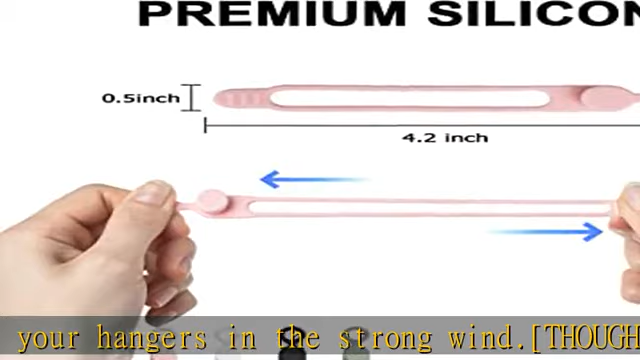 PREMIUM SILICON
0.5inch
4.2 inch
your hangers in the strong wind.[THOUGH